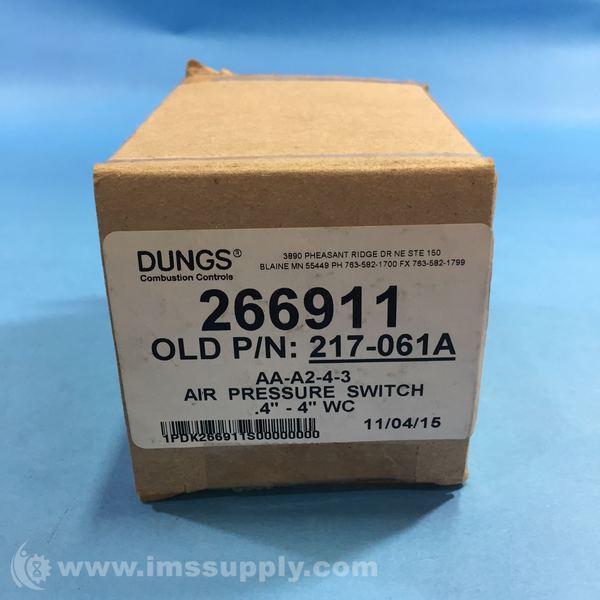 DUNGS®
Combustion Controls
3890 PHEASANT RIDGE DR NE STE 150
BLAINE MN 55449 PH 763-582-1700 FX 763-582-1799
266911
OLD P/N: 217-061A
AA-A2-4-3
AIR PRESSURE SWITCH
.4" - 4" WC
1PDK266911S00000000
11/04/15
www.imssupply.com